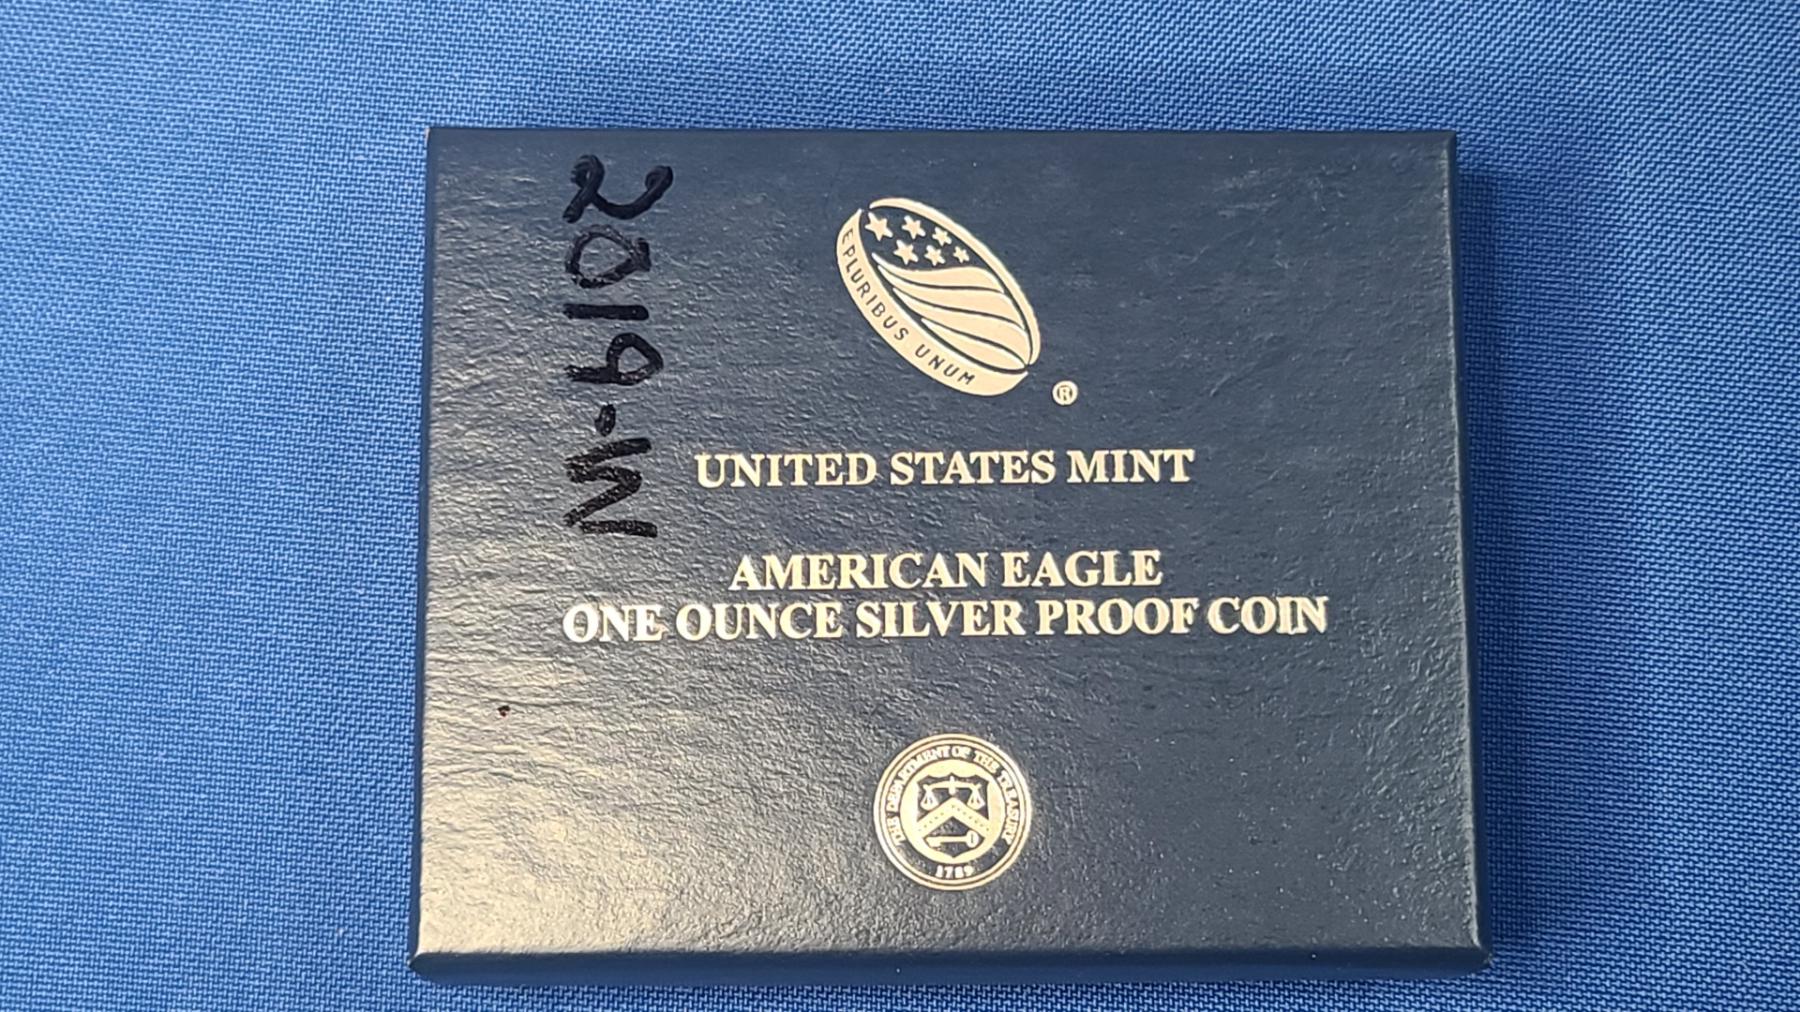 2019-W
E PLURIBUS UNUM
®
UNITED STATES MINT
AMERICAN EAGLE
ONE OUNCE SILVER PROOF COIN
THE DEPARTMENT OF THE TREASURY
1789